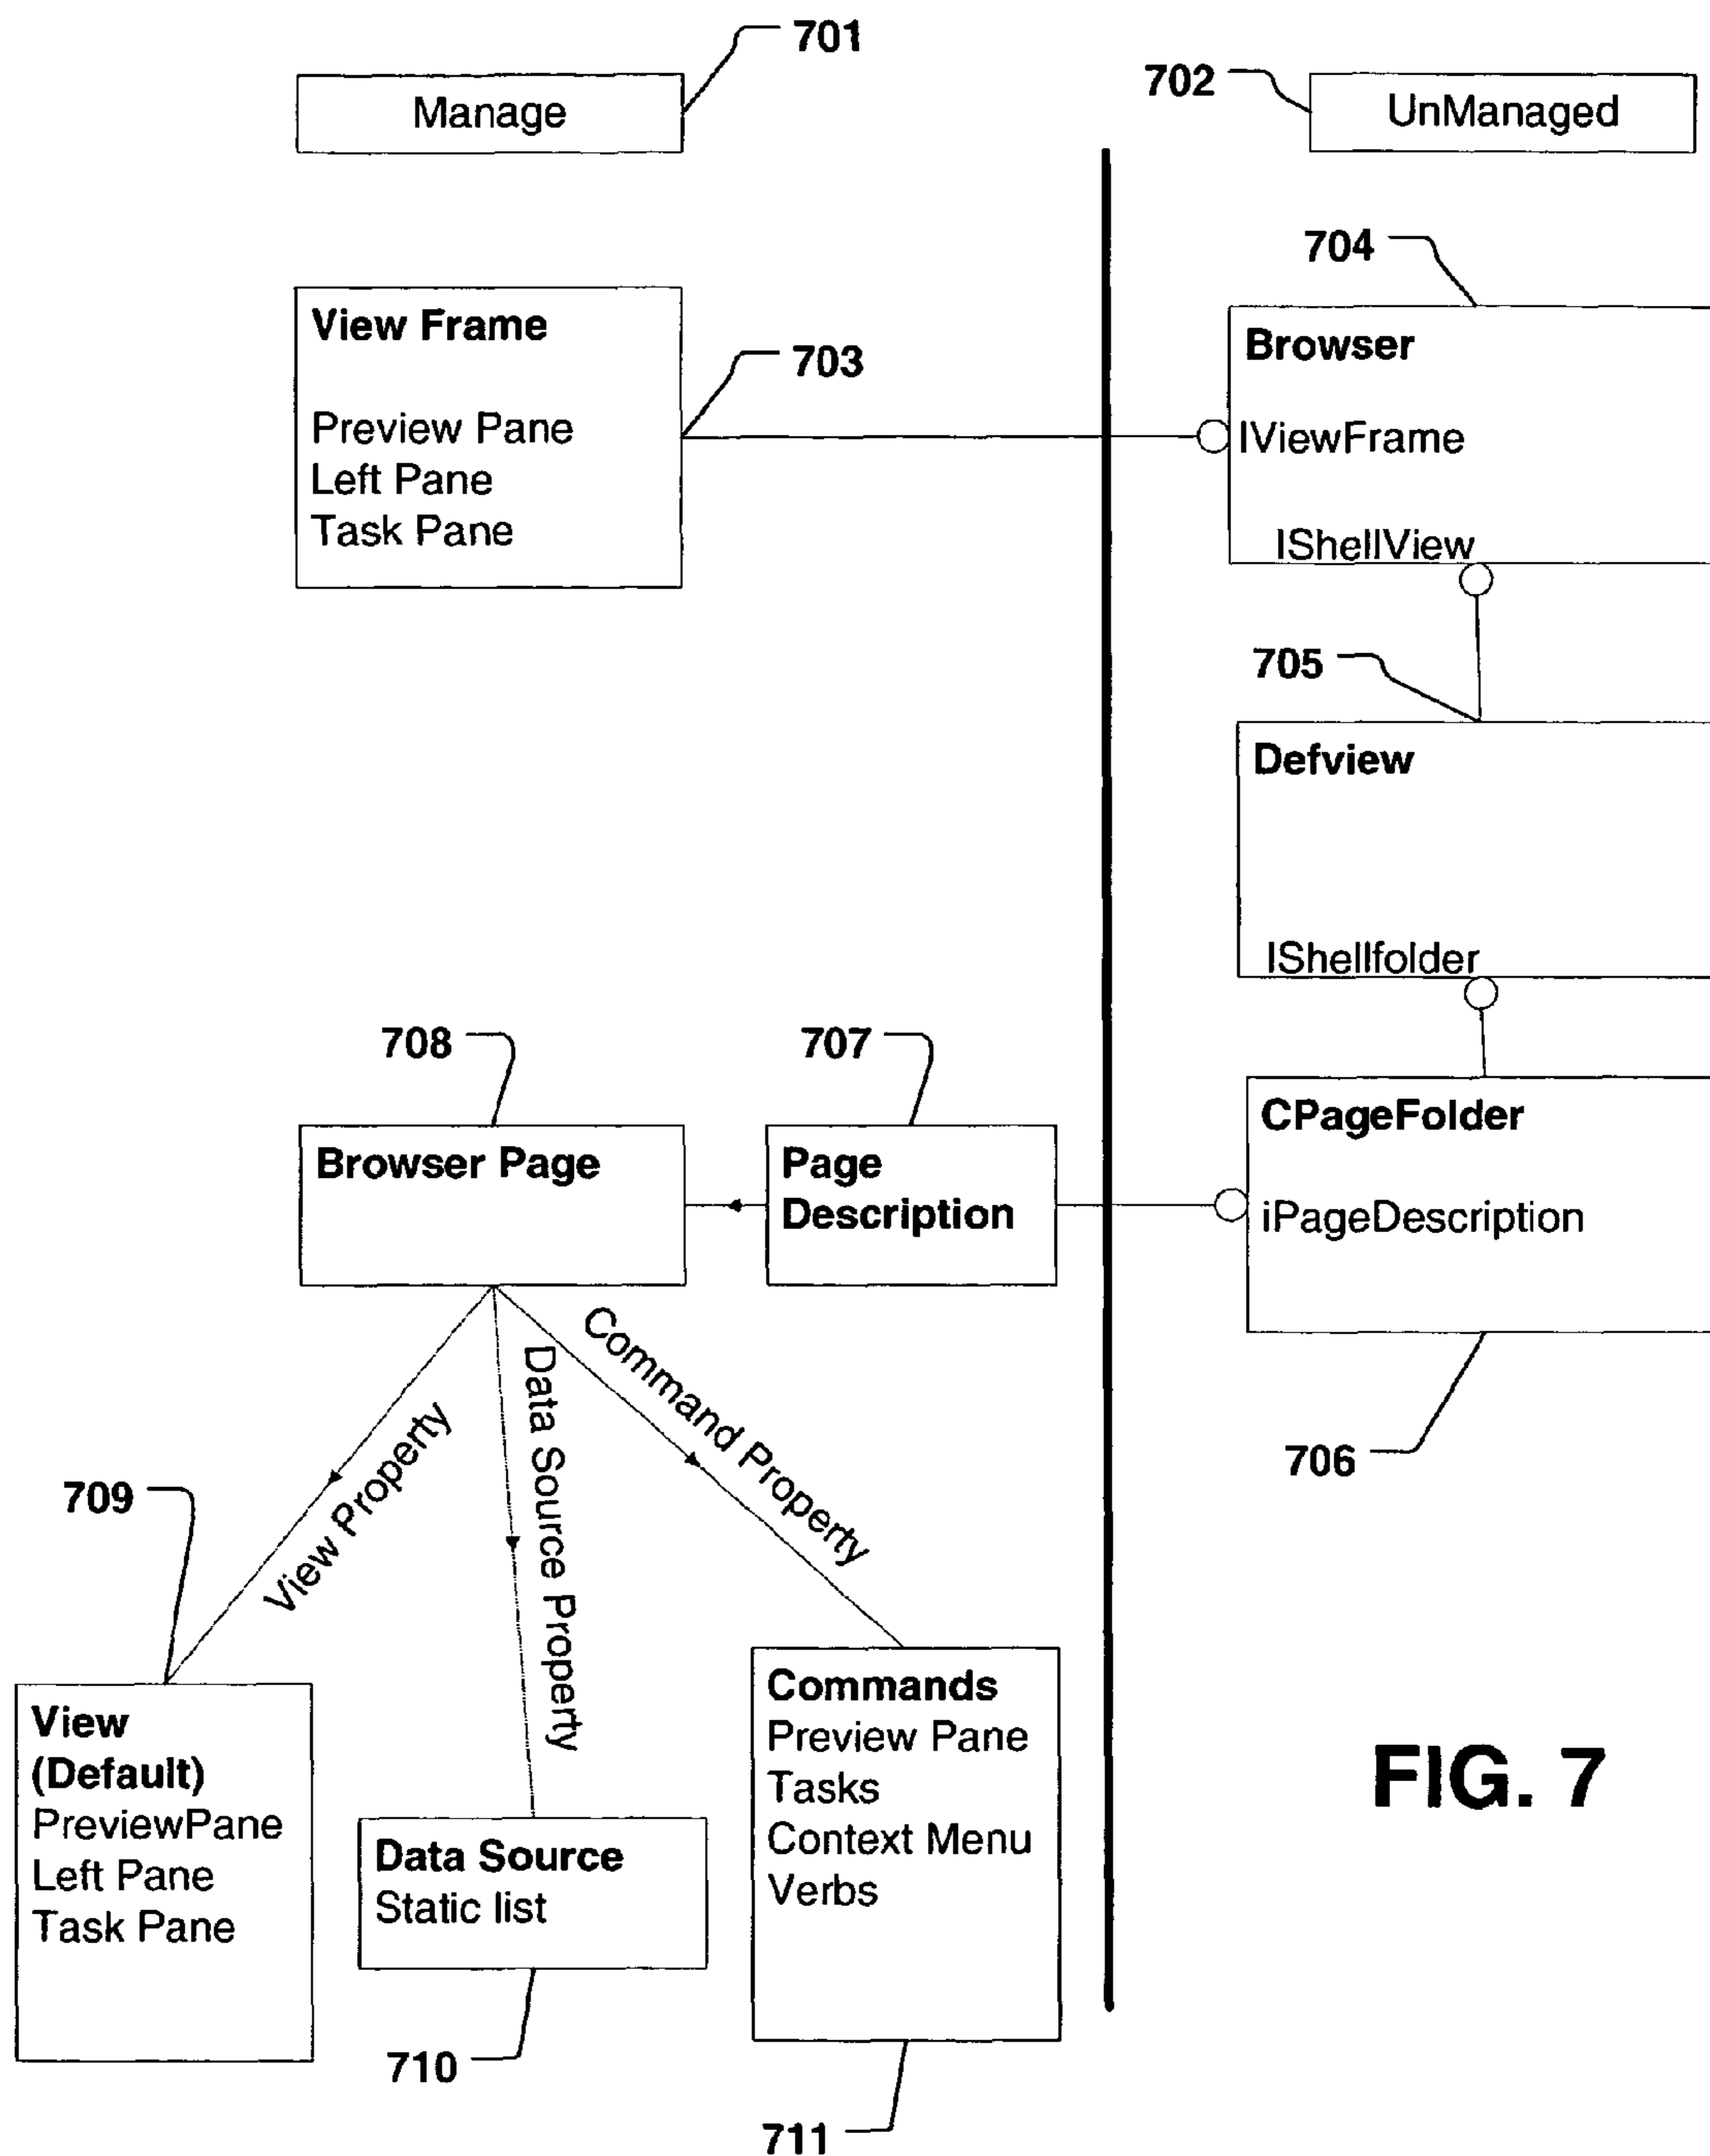 701
Manage
702
UnManaged
View Frame
Preview Pane
Left Pane
Task Pane
703
704
Browser
IViewFrame
IShellView
705
Defview
IShellfolder
708
Browser Page
707
Page
Description
CPageFolder
iPageDescription
706
View Property
Data Source Property
Command Property
709
View
(Default)
PreviewPane
Left Pane
Task Pane
Data Source
Static list
710
Commands
Preview Pane
Tasks
Context Menu
Verbs
711
FIG. 7